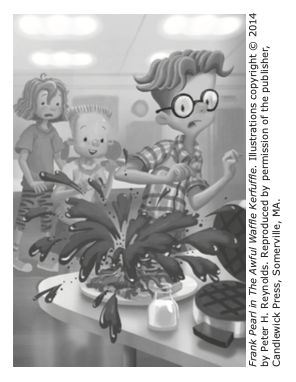 Frank Pearl in The Awful Waffle Kerfuffle. Illustrations copyright © 2014
by Peter H. Reynolds. Reproduced by permission of the publisher,
Candlewick Press, Somerville, MA.